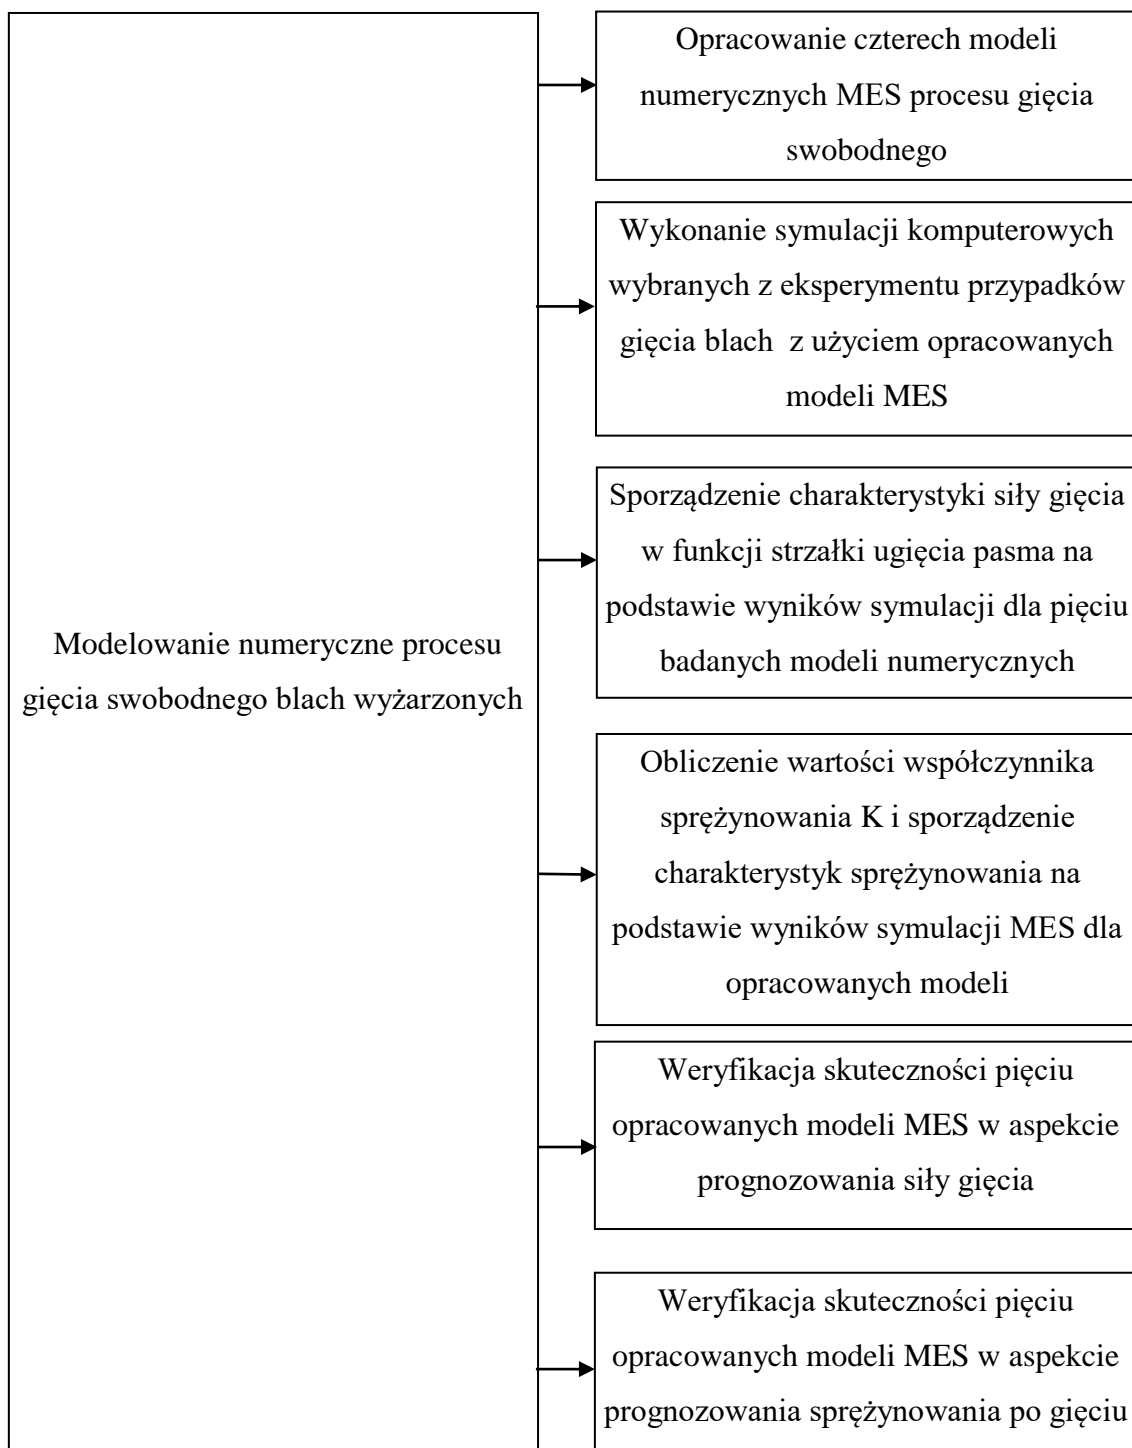 Modelowanie numeryczne procesu
gięcia swobodnego blach wyżarzonych
Opracowanie czterech modeli
numerycznych MES procesu gięcia
swobodnego
Wykonanie symulacji komputerowych
wybranych z eksperymentu przypadków
gięcia blach z użyciem opracowanych
modeli MES
Sporządzenie charakterystyki siły gięcia
w funkcji strzałki ugięcia pasma na
podstawie wyników symulacji dla pięciu
badanych modeli numerycznych
Obliczenie wartości współczynnika
sprężynowania K i sporządzenie
charakterystyk sprężynowania na
podstawie wyników symulacji MES dla
opracowanych modeli
Weryfikacja skuteczności pięciu
opracowanych modeli MES w aspekcie
prognozowania siły gięcia
Weryfikacja skuteczności pięciu
opracowanych modeli MES w aspekcie
prognozowania sprężynowania po gięciu